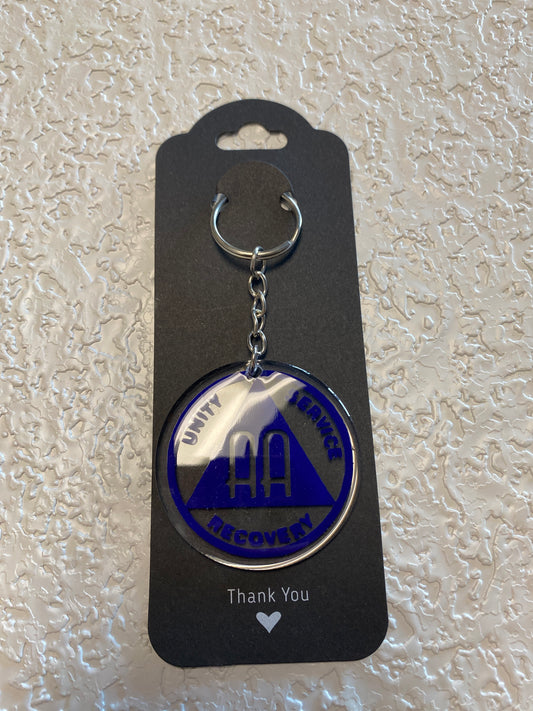 UNITY
SERVICE
AA
RECOVERY
Thank You